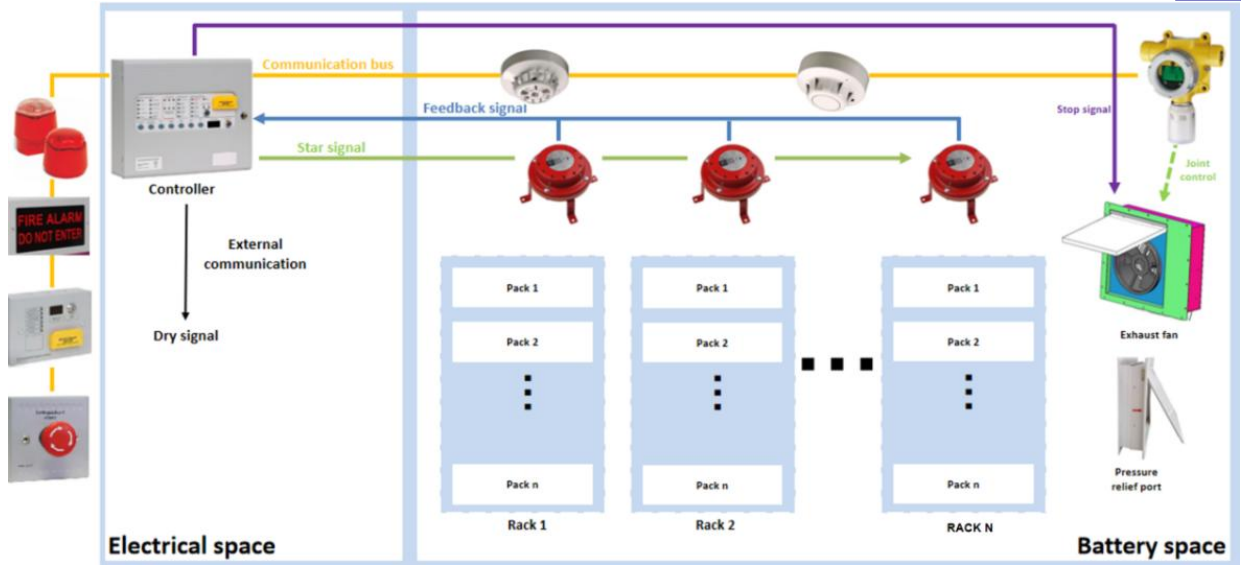 Communication bus
Feedback signal
Stop signal
Star signal
Joint
control
Controller
FIRE ALARM
DO NOT ENTER
External
communication
Dry signal
Pack 1
Pack 1
Pack 1
Pack 2
Pack 2
Pack 2
Exhaust fan
Pressure
relief port
Pack n
Pack n
Pack n
Rack 1
Rack 2
RACK N
Electrical space
Battery space